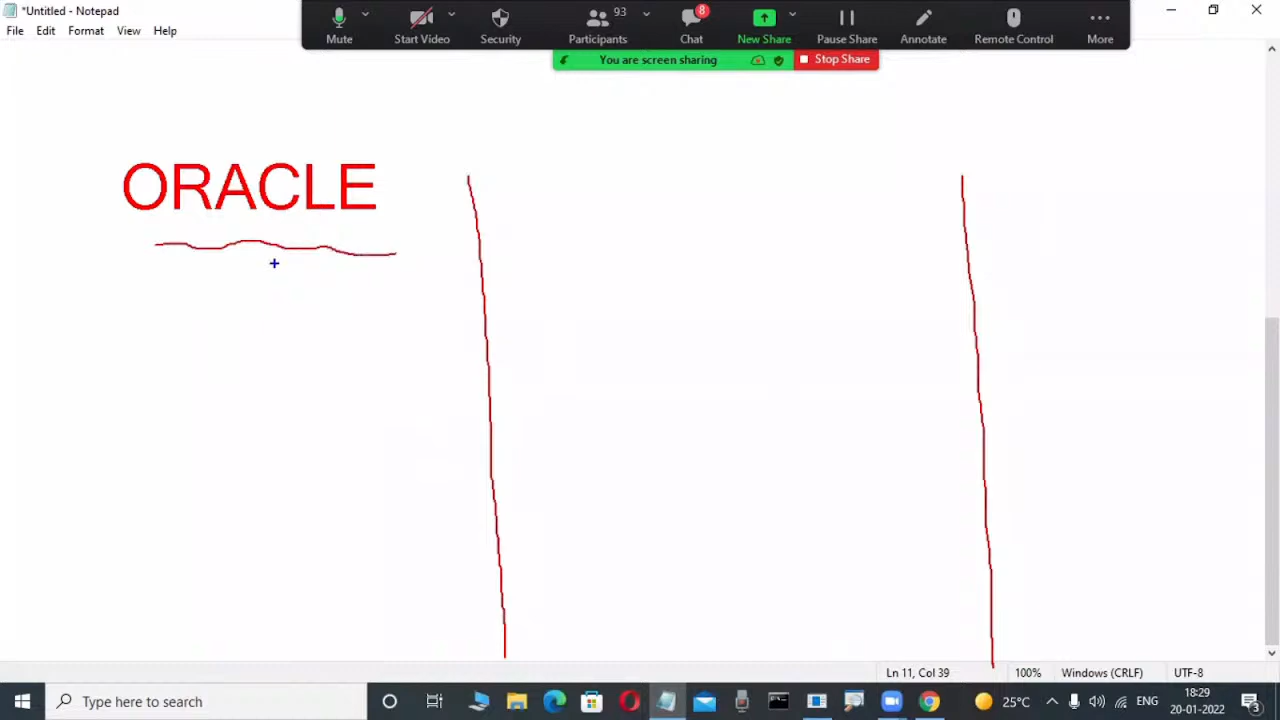 *Untitled - Notepad
File Edit Format View Help
93
8
Mute Start Video Security Participants Chat New Share Pause Share Annotate Remote Control More
You are screen sharing Stop Share
ORACLE
Ln 11, Col 39 100% Windows (CRLF) UTF-8
Type here to search
25°C ENG
18:29
20-01-2022
3